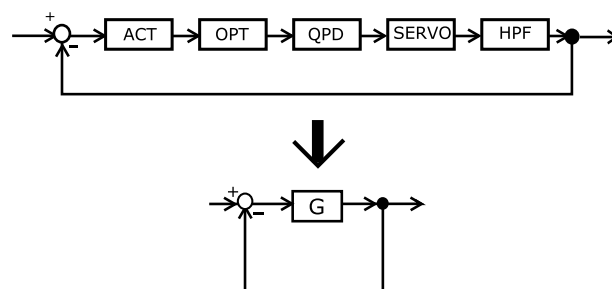 +
ACT OPT QPD SERVO HPF
-
+
G
-